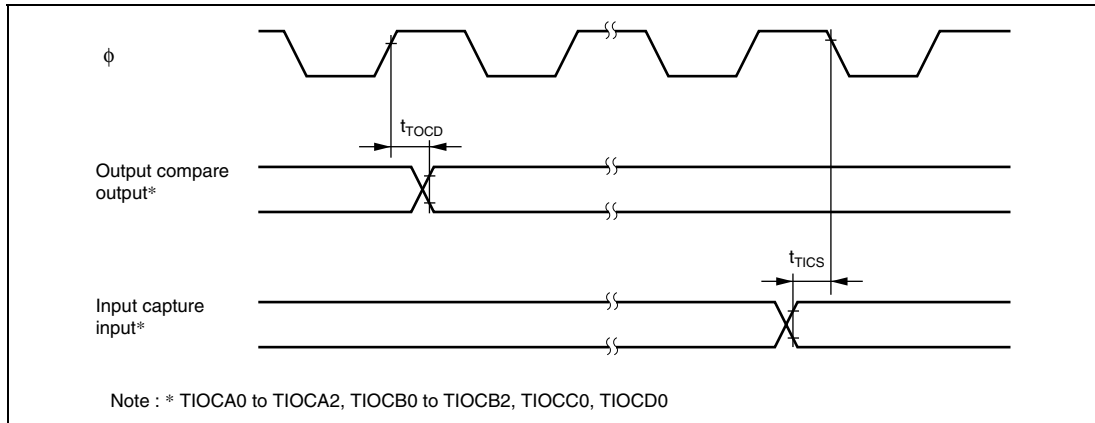 ϕ
tTOCD
Output compare
output*
tTICS
Input capture
input*
Note : * TIOCA0 to TIOCA2, TIOCB0 to TIOCB2, TIOCC0, TIOCD0